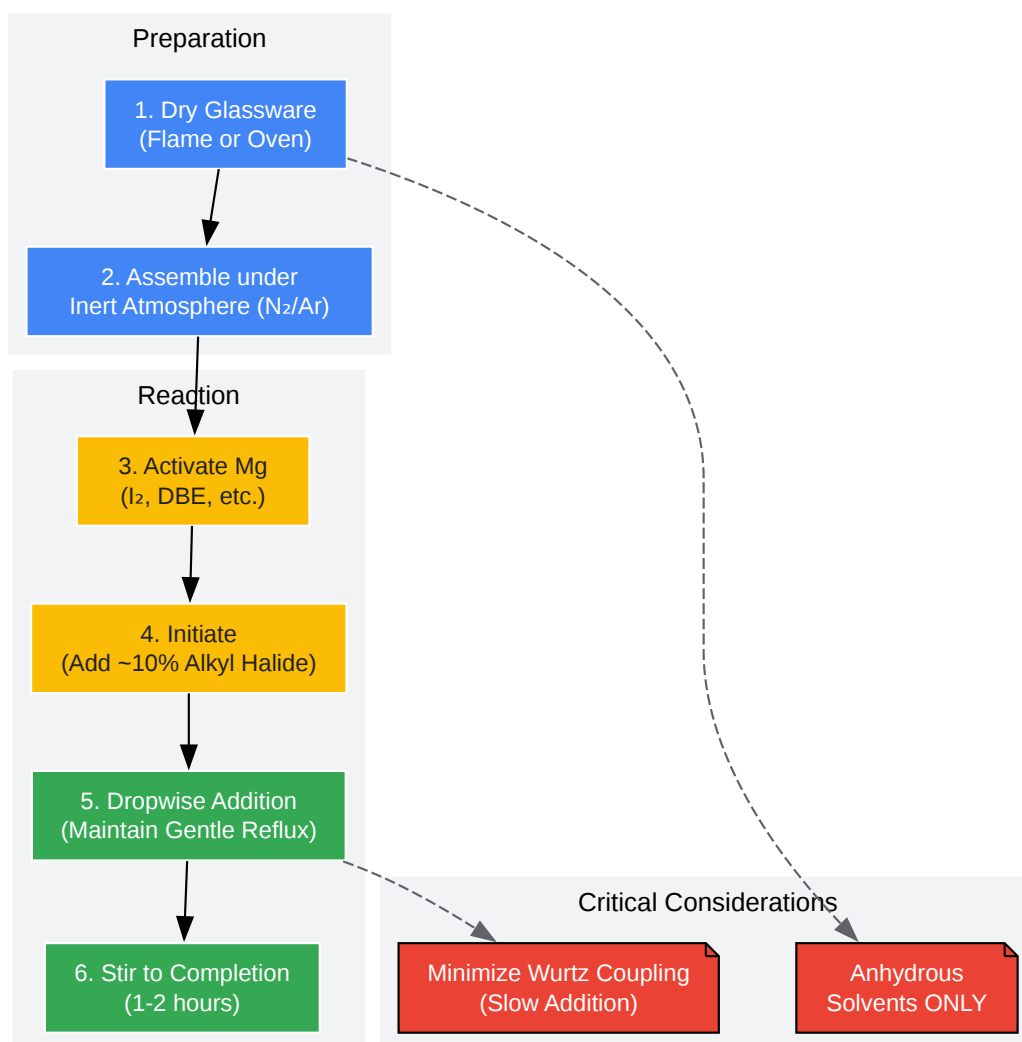 Preparation
1. Dry Glassware
(Flame or Oven)
2. Assemble under
Inert Atmosphere (N₂/Ar)
Reaction
3. Activate Mg
(I₂, DBE, etc.)
4. Initiate
(Add ~10% Alkyl Halide)
5. Dropwise Addition
(Maintain Gentle Reflux)
6. Stir to Completion
(1-2 hours)
Critical Considerations
Minimize Wurtz Coupling
(Slow Addition)
Anhydrous
Solvents ONLY